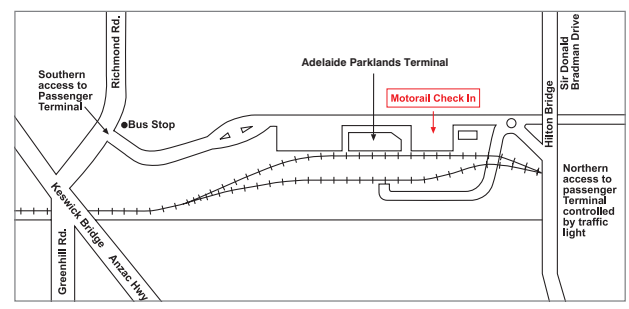 Richmond Rd.
Southern
access to
Passenger
Terminal
Bus Stop
Adelaide Parklands Terminal
Motorail Check In
Hilton Bridge
Sir Donald
Bradman Drive
Northern
access to
passenger
Terminal
controlled
by traffic
light
Keswick Bridge
Anzac Hwy
Greenhill Rd.